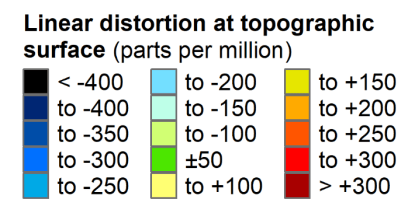 Linear distortion at topographic
surface (parts per million)
< -400 to -200 to +150
to -400 to -150 to +200
to -350 to -100 to +250
to -300 ±50 to +300
to -250 to +100 > +300